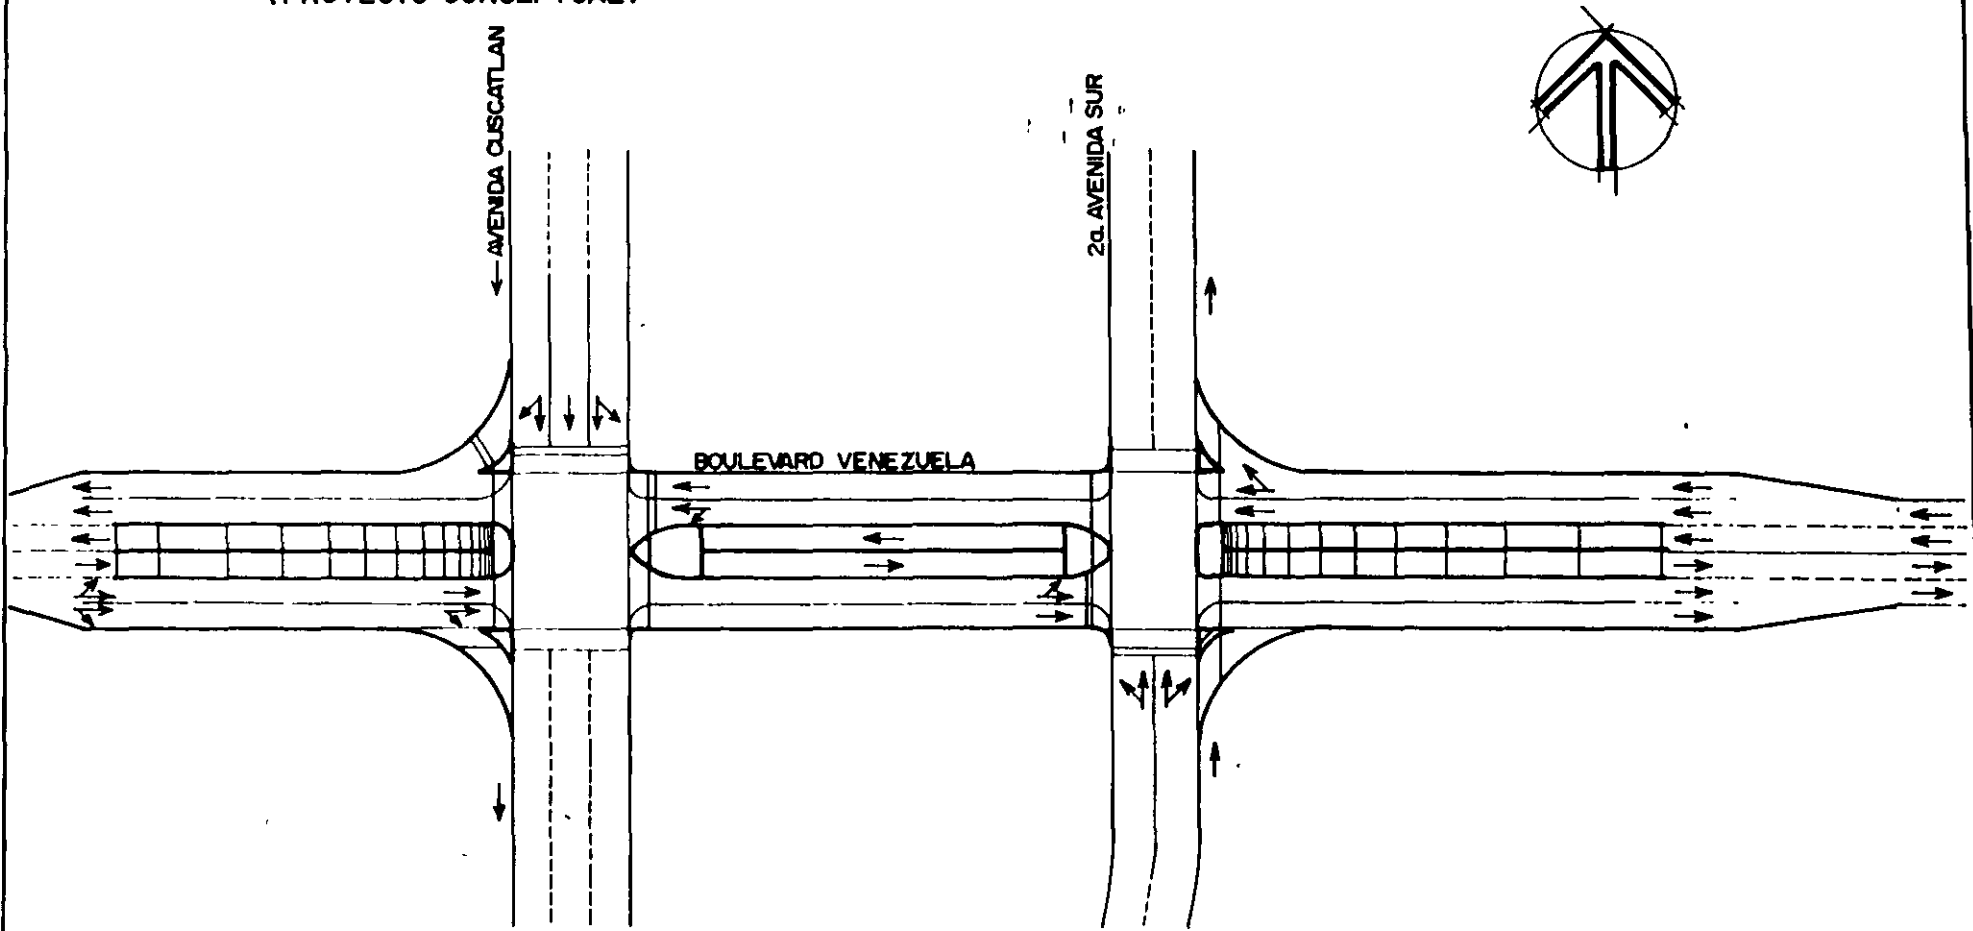 AVENIDA CUSCATLAN
2a. AVENIDA SUR
BOULEVARD VENEZUELA